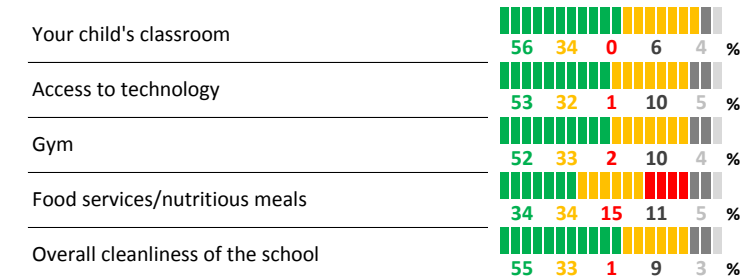 Your child's classroom
56 34 0 6 4 %
Access to technology
53 32 1 10 5 %
Gym
52 33 2 10 4 %
Food services/nutritious meals
34 34 15 11 5 %
Overall cleanliness of the school
55 33 1 9 3 %